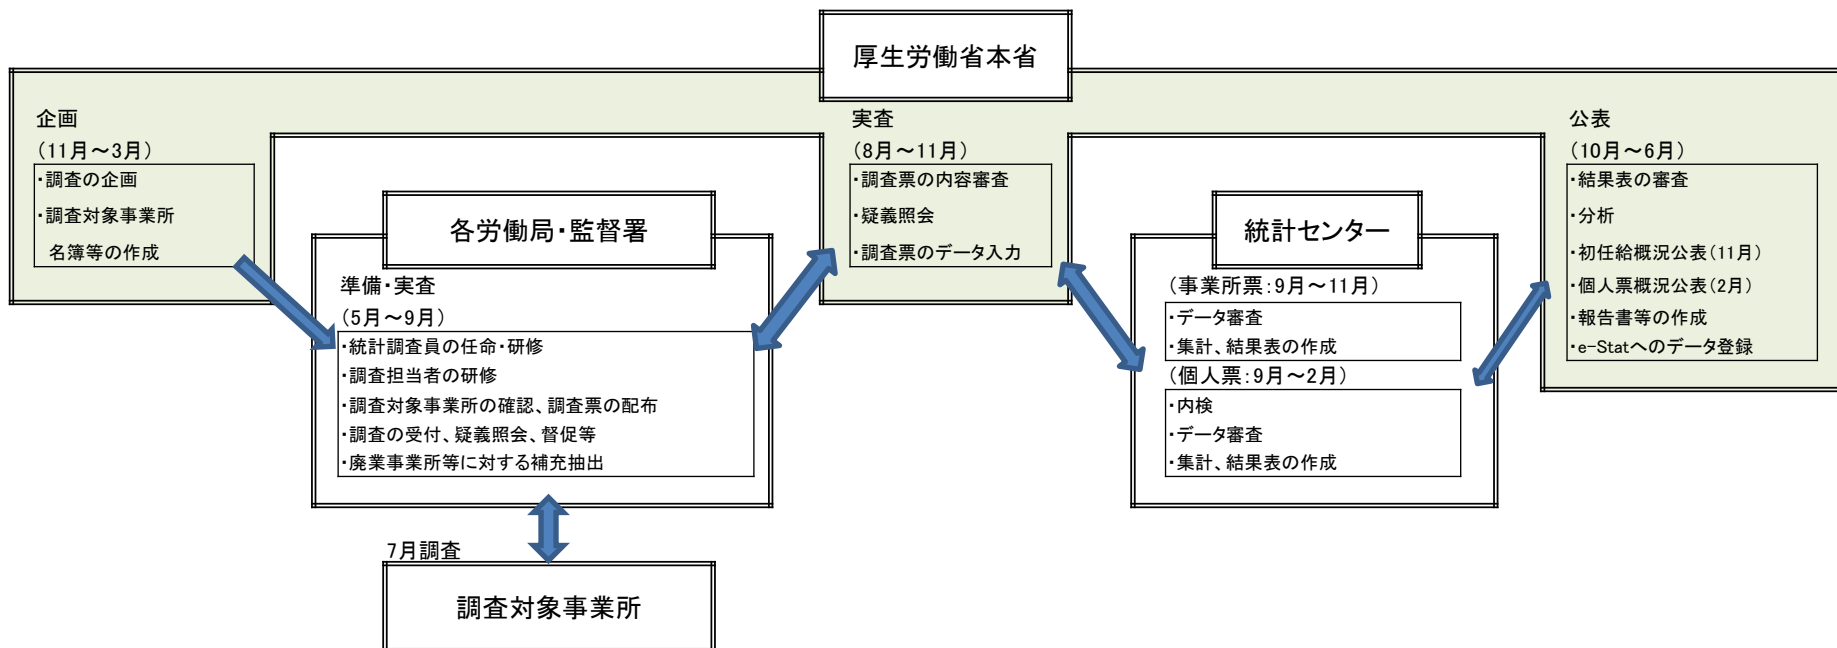 厚生労働省本省
企画
(11月～3月)
・調査の企画
・調査対象事業所
名簿等の作成
各労働局・監督署
準備・実査
(5月～9月)
・統計調査員の任命・研修
・調査担当者の研修
・調査対象事業所の確認、調査票の配布
・調査の受付、疑義照会、督促等
・廃業事業所等に対する補充抽出
7月調査
調査対象事業所
実査
(8月～11月)
・調査票の内容審査
・疑義照会
・調査票のデータ入力
統計センター
(事業所票：9月～11月)
・データ審査
・集計、結果表の作成
(個人票：9月～2月)
・内検
・データ審査
・集計、結果表の作成
公表
(10月～6月)
・結果表の審査
・分析
・初任給概況公表(11月)
・個人票概況公表(2月)
・報告書等の作成
・e-Statへのデータ登録